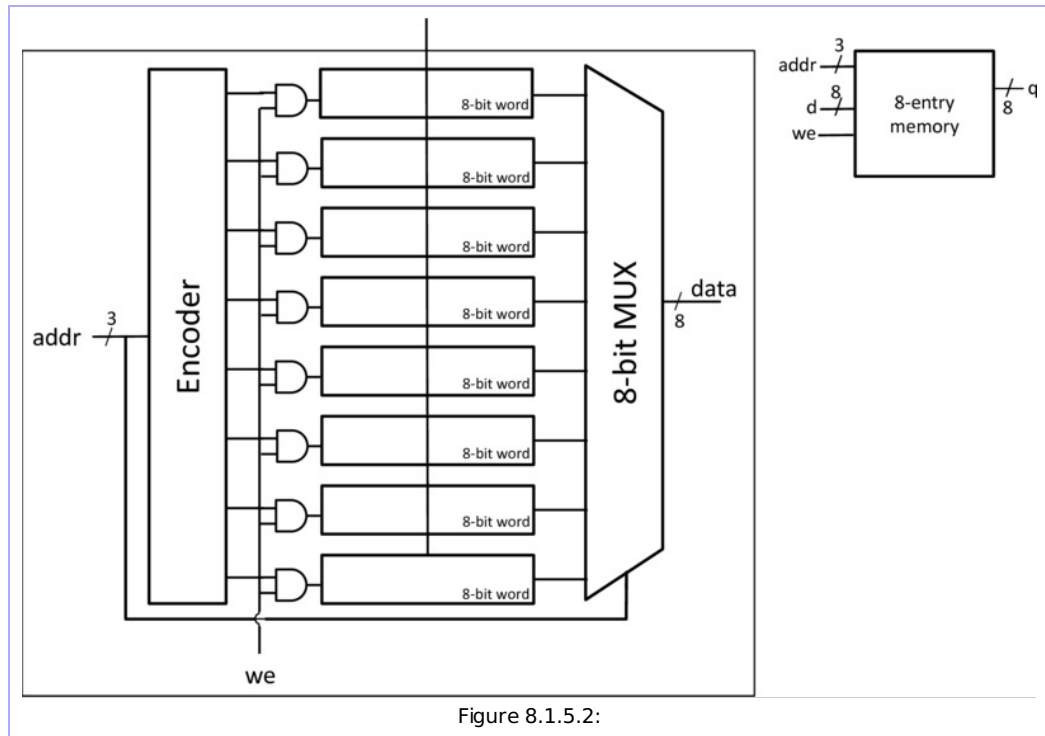 8-bit word
8-bit word
8-bit word
8-bit word
8-bit word
8-bit word
8-bit word
8-bit word
Encoder
8-bit MUX
addr
3
data
8
we
addr
3
d
8
we
8-entry
memory
q
8
Figure 8.1.5.2: